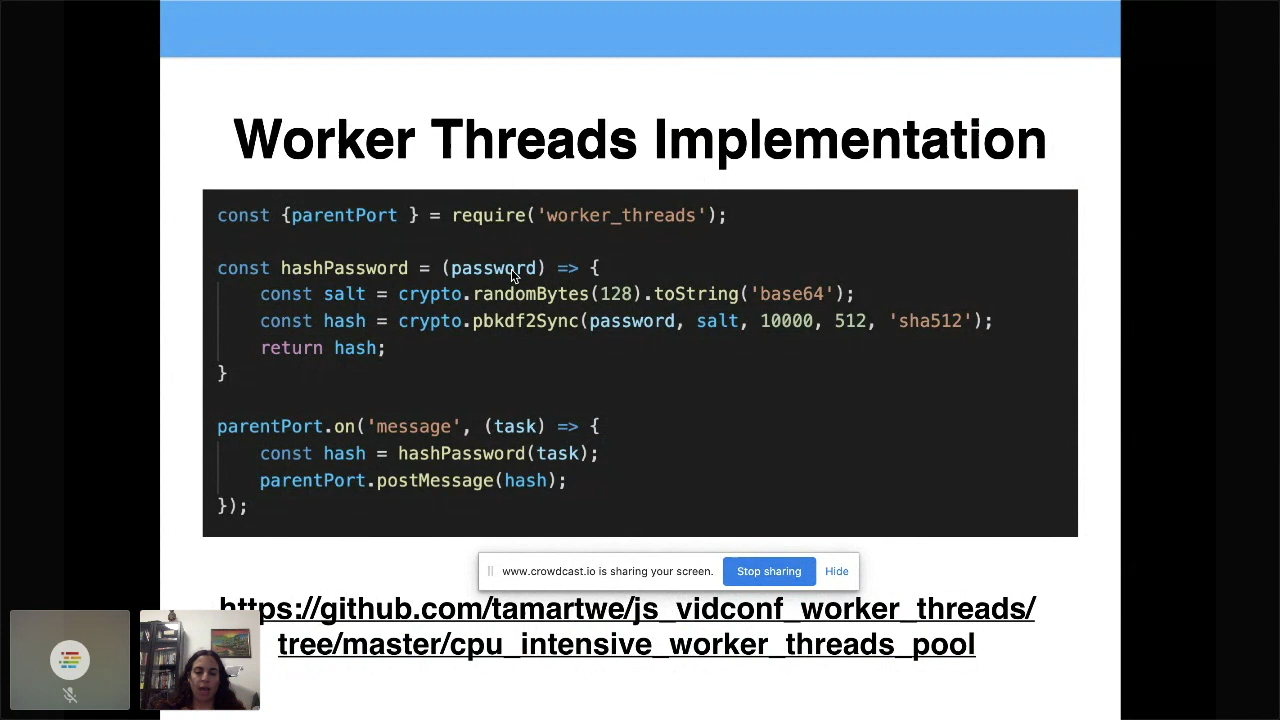 Worker Threads Implementation
const {parentPort } = require('worker_threads');
const hashPassword = (password) => {
const salt = crypto.randomBytes(128).toString('base64');
const hash = crypto.pbkdf2Sync(password, salt, 10000, 512, 'sha512');
return hash;
}
parentPort.on('message', (task) => {
const hash = hashPassword(task);
parentPort.postMessage(hash);
});
www.crowdcast.io is sharing your screen. Stop sharing Hide
https://github.com/tamartwe/js_vidconf_worker_threads/
tree/master/cpu_intensive_worker_threads_pool